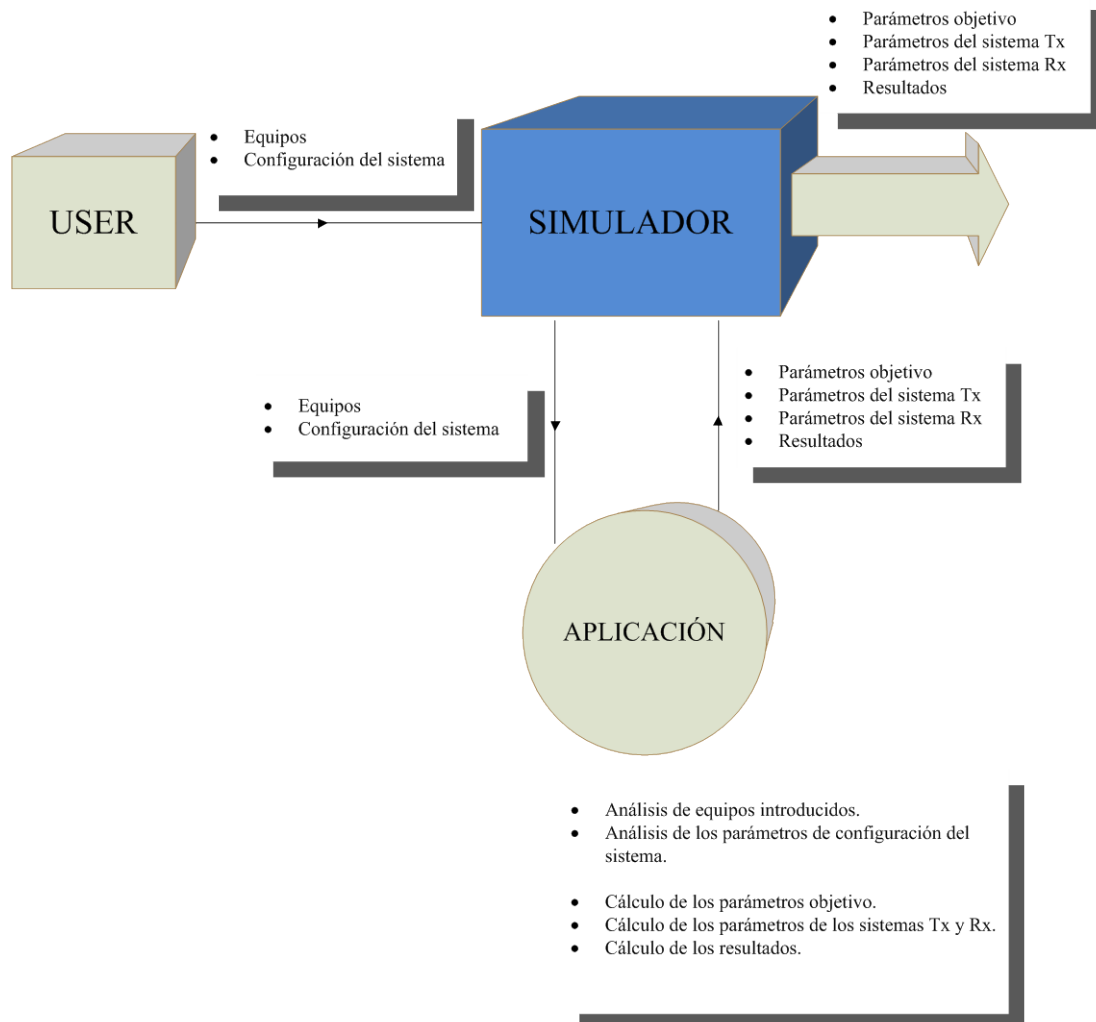 • Parámetros objetivo
• Parámetros del sistema Tx
• Parámetros del sistema Rx
• Resultados
• Equipos
• Configuración del sistema
USER
SIMULADOR
• Equipos
• Configuración del sistema
• Parámetros objetivo
• Parámetros del sistema Tx
• Parámetros del sistema Rx
• Resultados
APLICACIÓN
• Análisis de equipos introducidos.
• Análisis de los parámetros de configuración del
sistema.
• Cálculo de los parámetros objetivo.
• Cálculo de los parámetros de los sistemas Tx y Rx.
• Cálculo de los resultados.